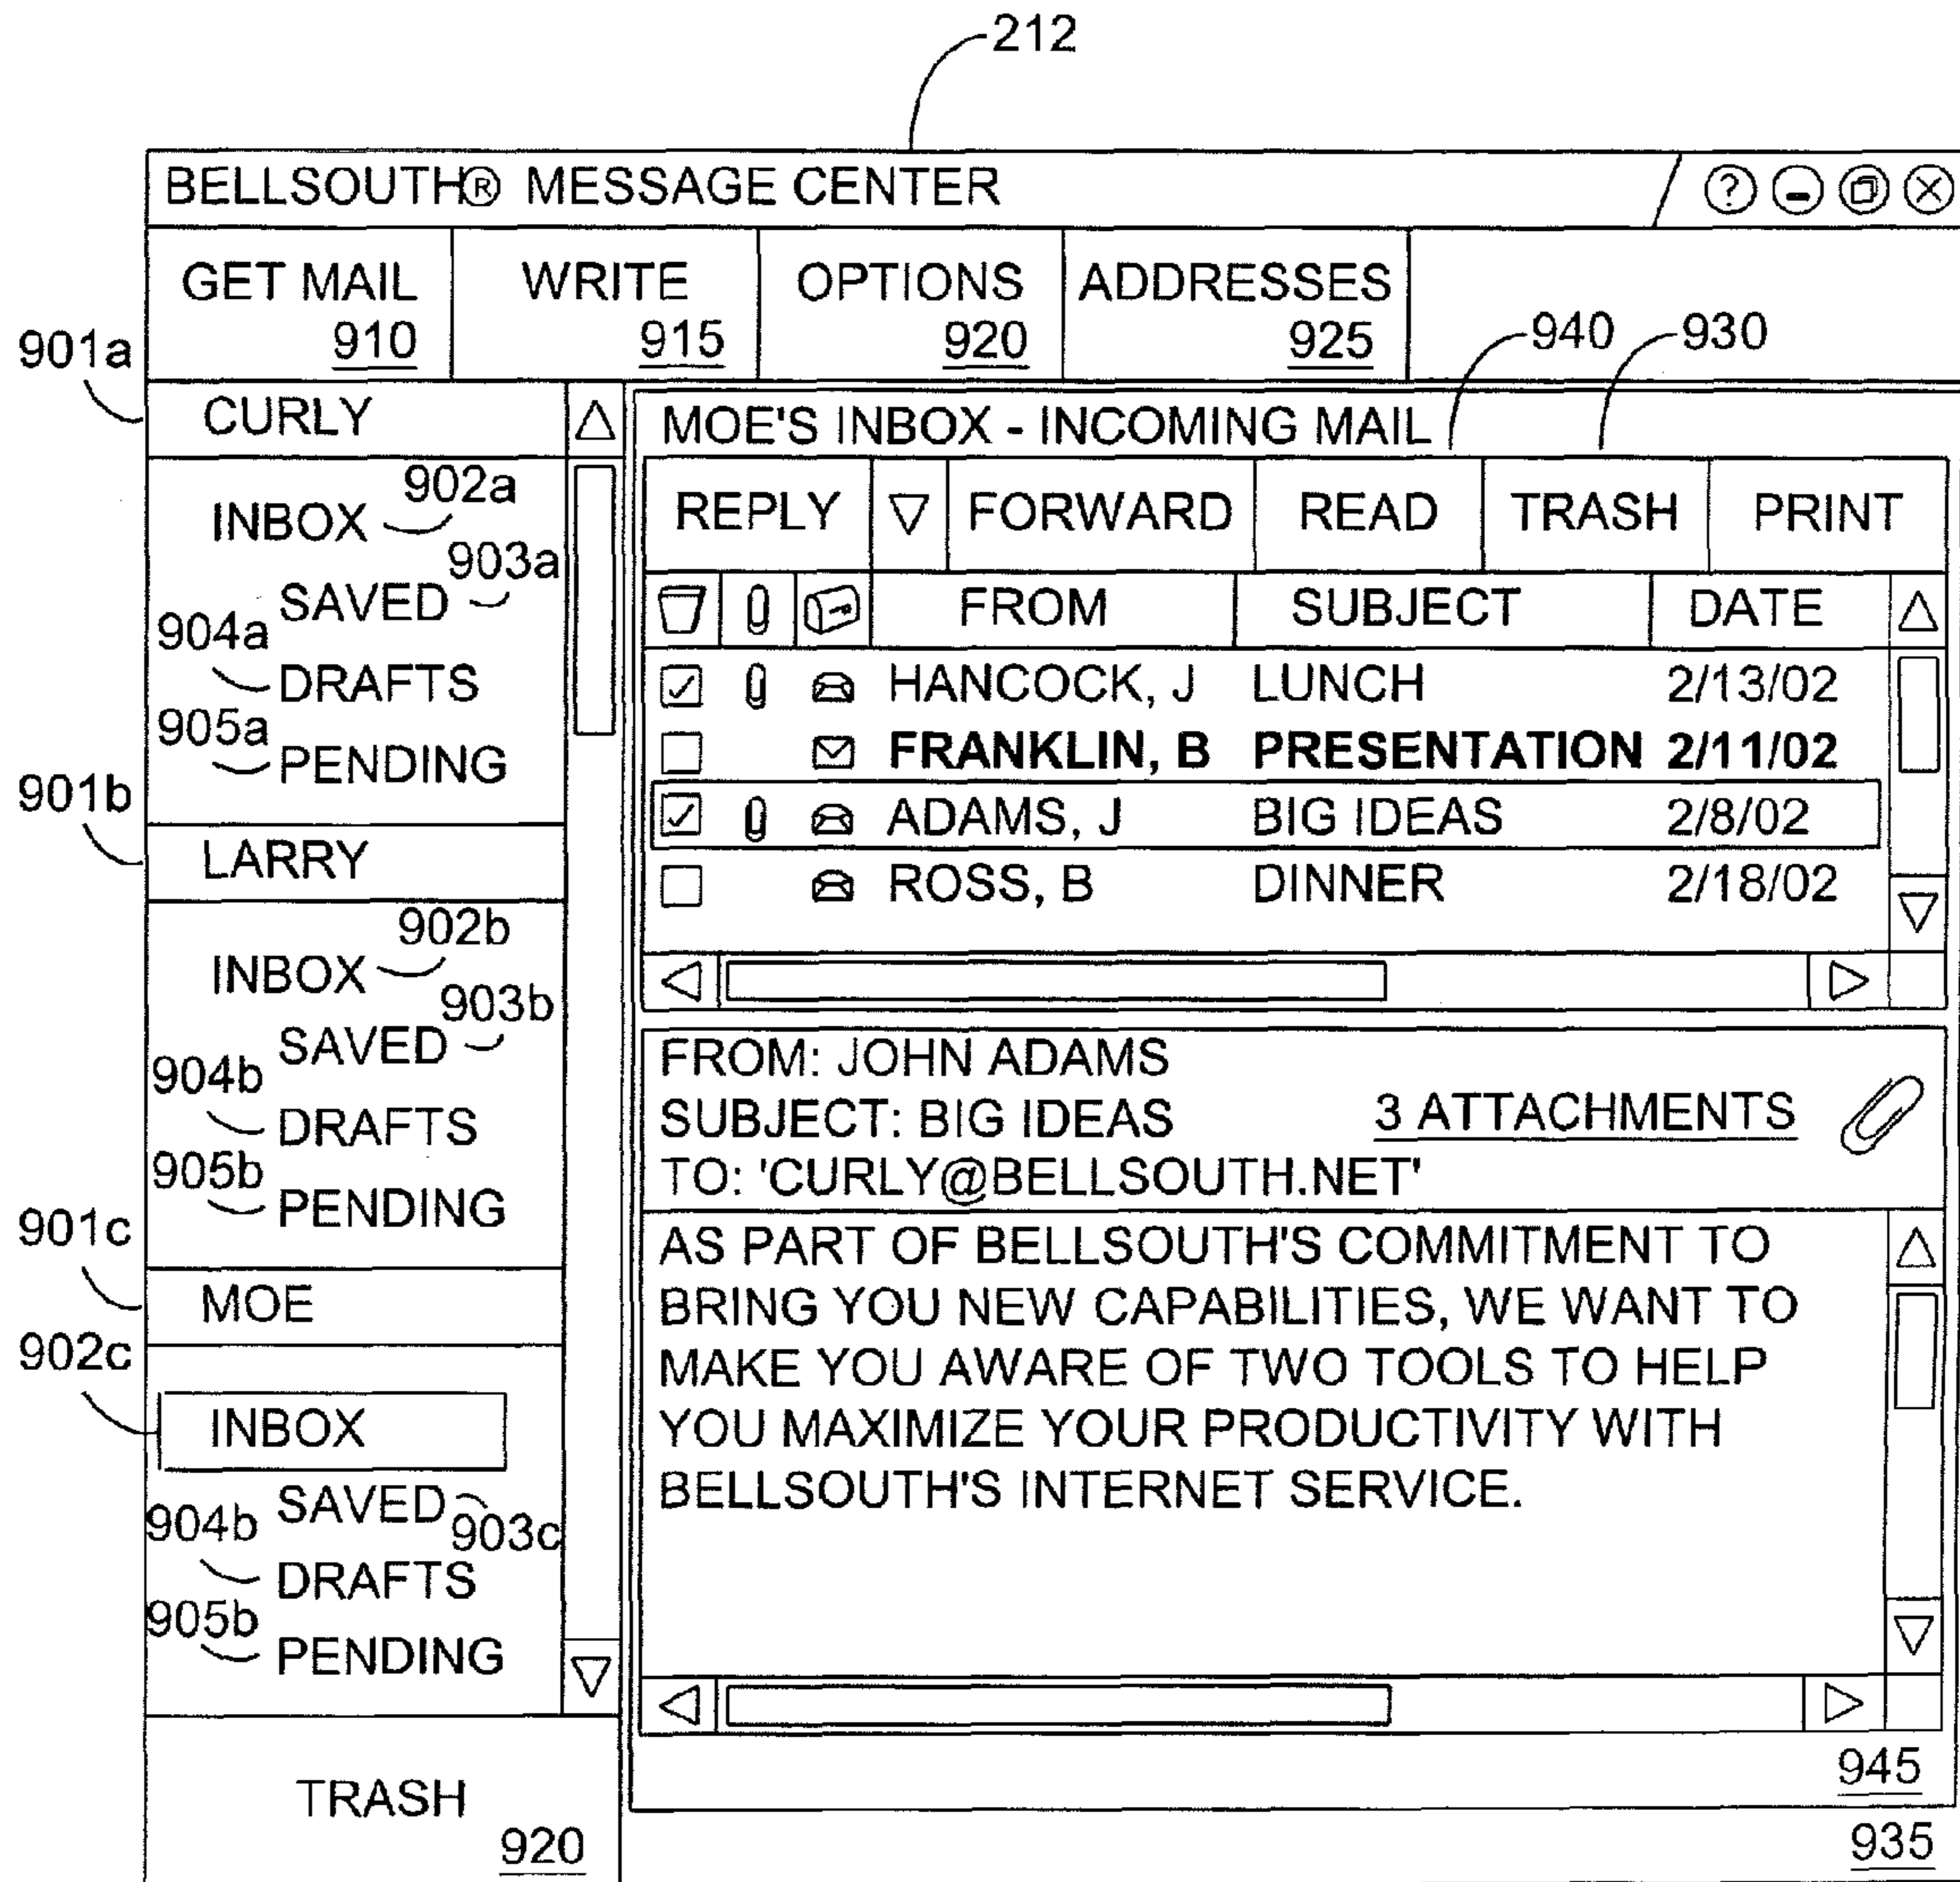 212
BELLSOUTH® MESSAGE CENTER
GET MAIL WRITE OPTIONS ADDRESSES
910 915 920 925
940 930
901a
CURLY
INBOX 902a
903a
SAVED
904a
DRAFTS
905a
PENDING
901b
LARRY
902b
INBOX
903b
SAVED
904b
DRAFTS
905b
PENDING
901c
MOE
902c
INBOX
SAVED
904b 903c
DRAFTS
905b
PENDING
TRASH
920
MOE'S INBOX - INCOMING MAIL
REPLY FORWARD READ TRASH PRINT
FROM SUBJECT DATE
HANCOCK, J LUNCH 2/13/02
FRANKLIN, B PRESENTATION 2/11/02
ADAMS, J BIG IDEAS 2/8/02
ROSS, B DINNER 2/18/02
FROM: JOHN ADAMS
SUBJECT: BIG IDEAS 3 ATTACHMENTS
TO: 'CURLY@BELLSOUTH.NET'
AS PART OF BELLSOUTH'S COMMITMENT TO
BRING YOU NEW CAPABILITIES, WE WANT TO
MAKE YOU AWARE OF TWO TOOLS TO HELP
YOU MAXIMIZE YOUR PRODUCTIVITY WITH
BELLSOUTH'S INTERNET SERVICE.
945
935